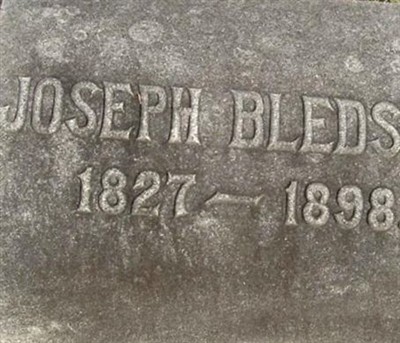 JOSEPH BLEDS
1827 — 1898.